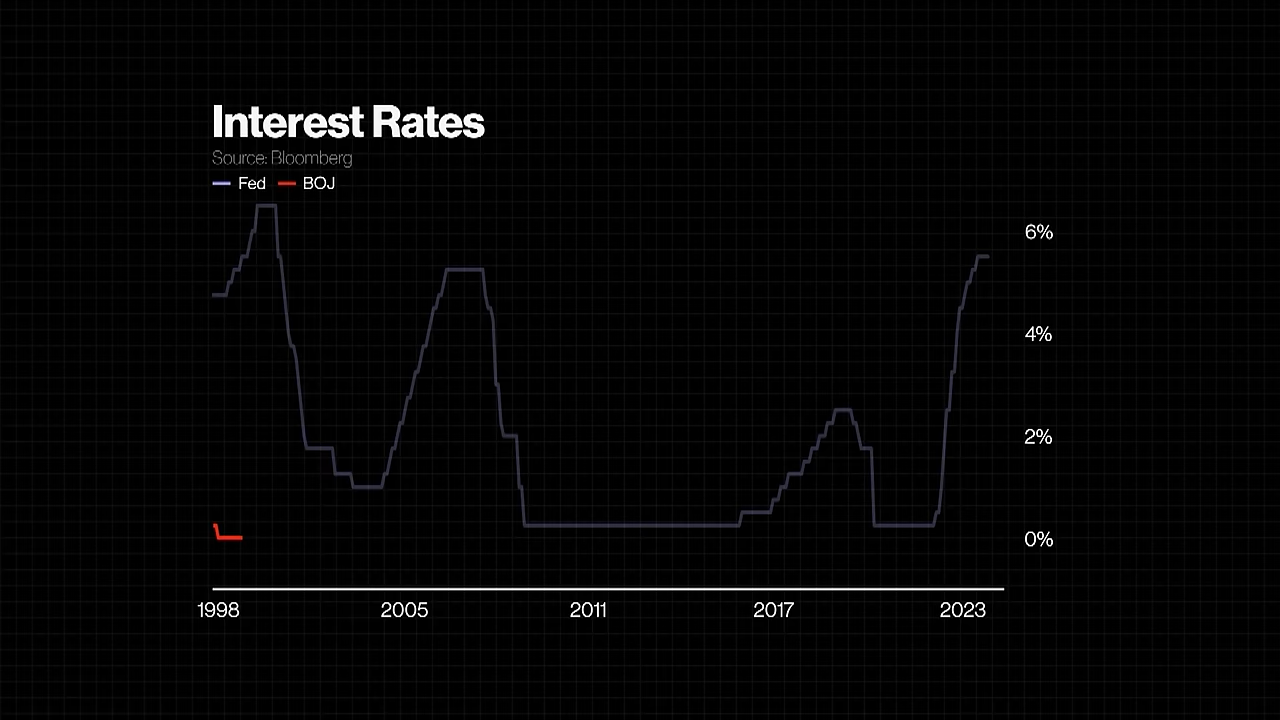 Interest Rates
Source: Bloomberg
Fed BOJ
6%
4%
2%
0%
1998 2005 2011 2017 2023